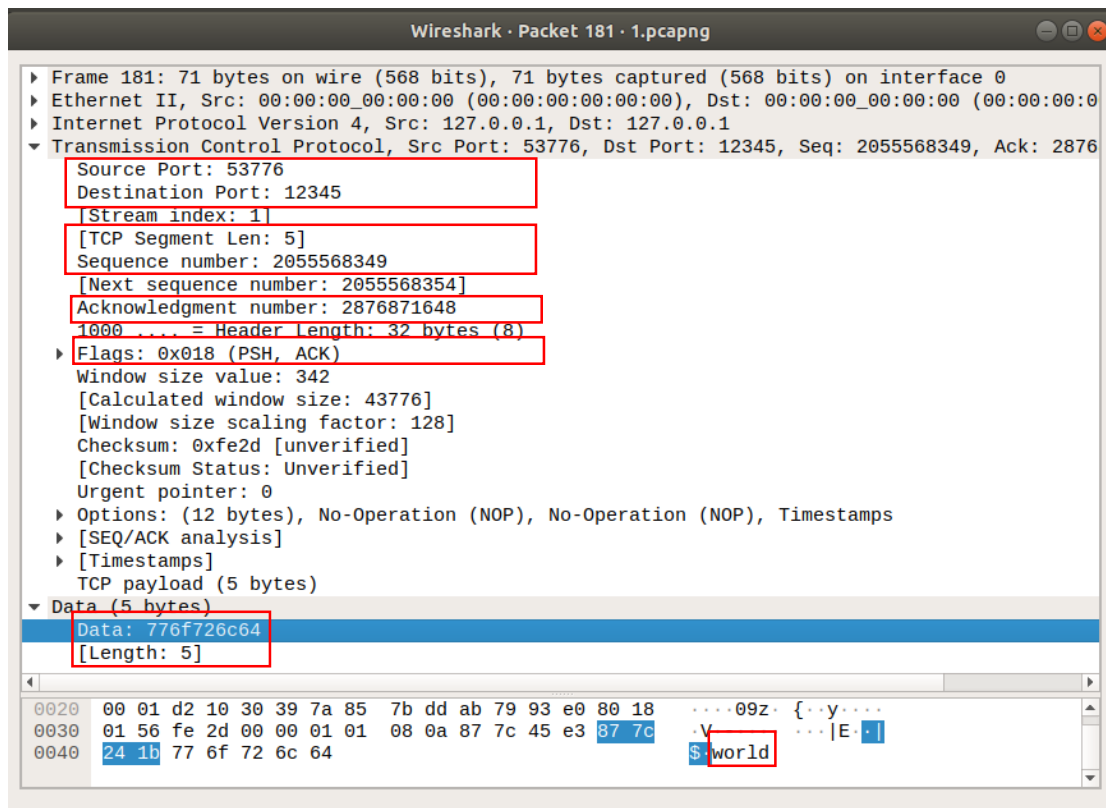 Wireshark · Packet 181 · 1.pcapng
Frame 181: 71 bytes on wire (568 bits), 71 bytes captured (568 bits) on interface 0
Ethernet II, Src: 00:00:00_00:00:00 (00:00:00:00:00:00), Dst: 00:00:00_00:00:00 (00:00:00:0
Internet Protocol Version 4, Src: 127.0.0.1, Dst: 127.0.0.1
Transmission Control Protocol, Src Port: 53776, Dst Port: 12345, Seq: 2055568349, Ack: 2876
Source Port: 53776
Destination Port: 12345
[Stream index: 1]
[TCP Segment Len: 5]
Sequence number: 2055568349
[Next sequence number: 2055568354]
Acknowledgment number: 2876871648
1000 .... = Header Length: 32 bytes (8)
Flags: 0x018 (PSH, ACK)
Window size value: 342
[Calculated window size: 43776]
[Window size scaling factor: 128]
Checksum: 0xfe2d [unverified]
[Checksum Status: Unverified]
Urgent pointer: 0
Options: (12 bytes), No-Operation (NOP), No-Operation (NOP), Timestamps
[SEQ/ACK analysis]
[Timestamps]
TCP payload (5 bytes)
Data (5 bytes)
Data: 776f726c64
[Length: 5]
0020 00 01 d2 10 30 39 7a 85 7b dd ab 79 93 e0 80 18 ····09z· {··y····
0030 01 56 fe 2d 00 00 01 01 08 0a 87 7c 45 e3 87 7c ·V·-···· ···|E··|
0040 24 1b 77 6f 72 6c 64 $·world